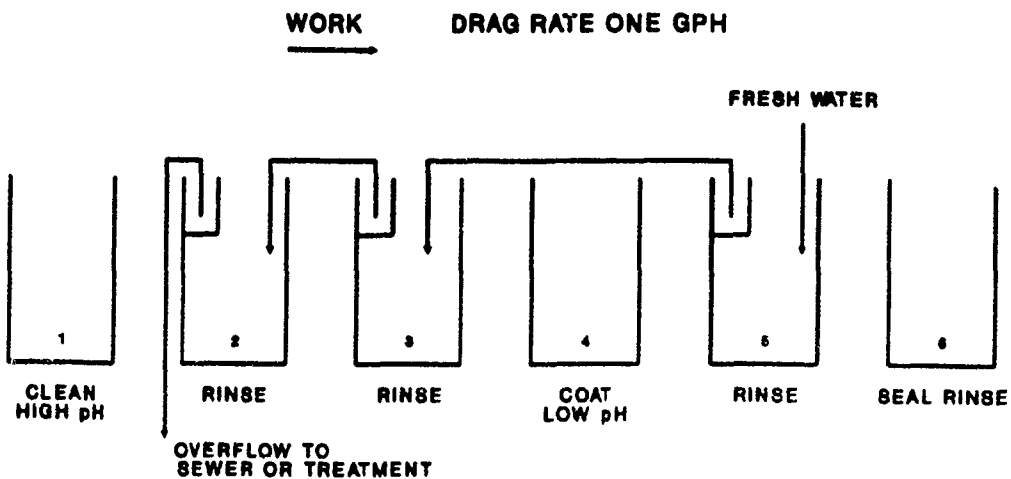 WORK DRAG RATE ONE GPH
FRESH WATER
1 2 3 4 5 6
CLEAN
HIGH pH
RINSE
RINSE
COAT
LOW pH
RINSE
SEAL RINSE
OVERFLOW TO
SEWER OR TREATMENT